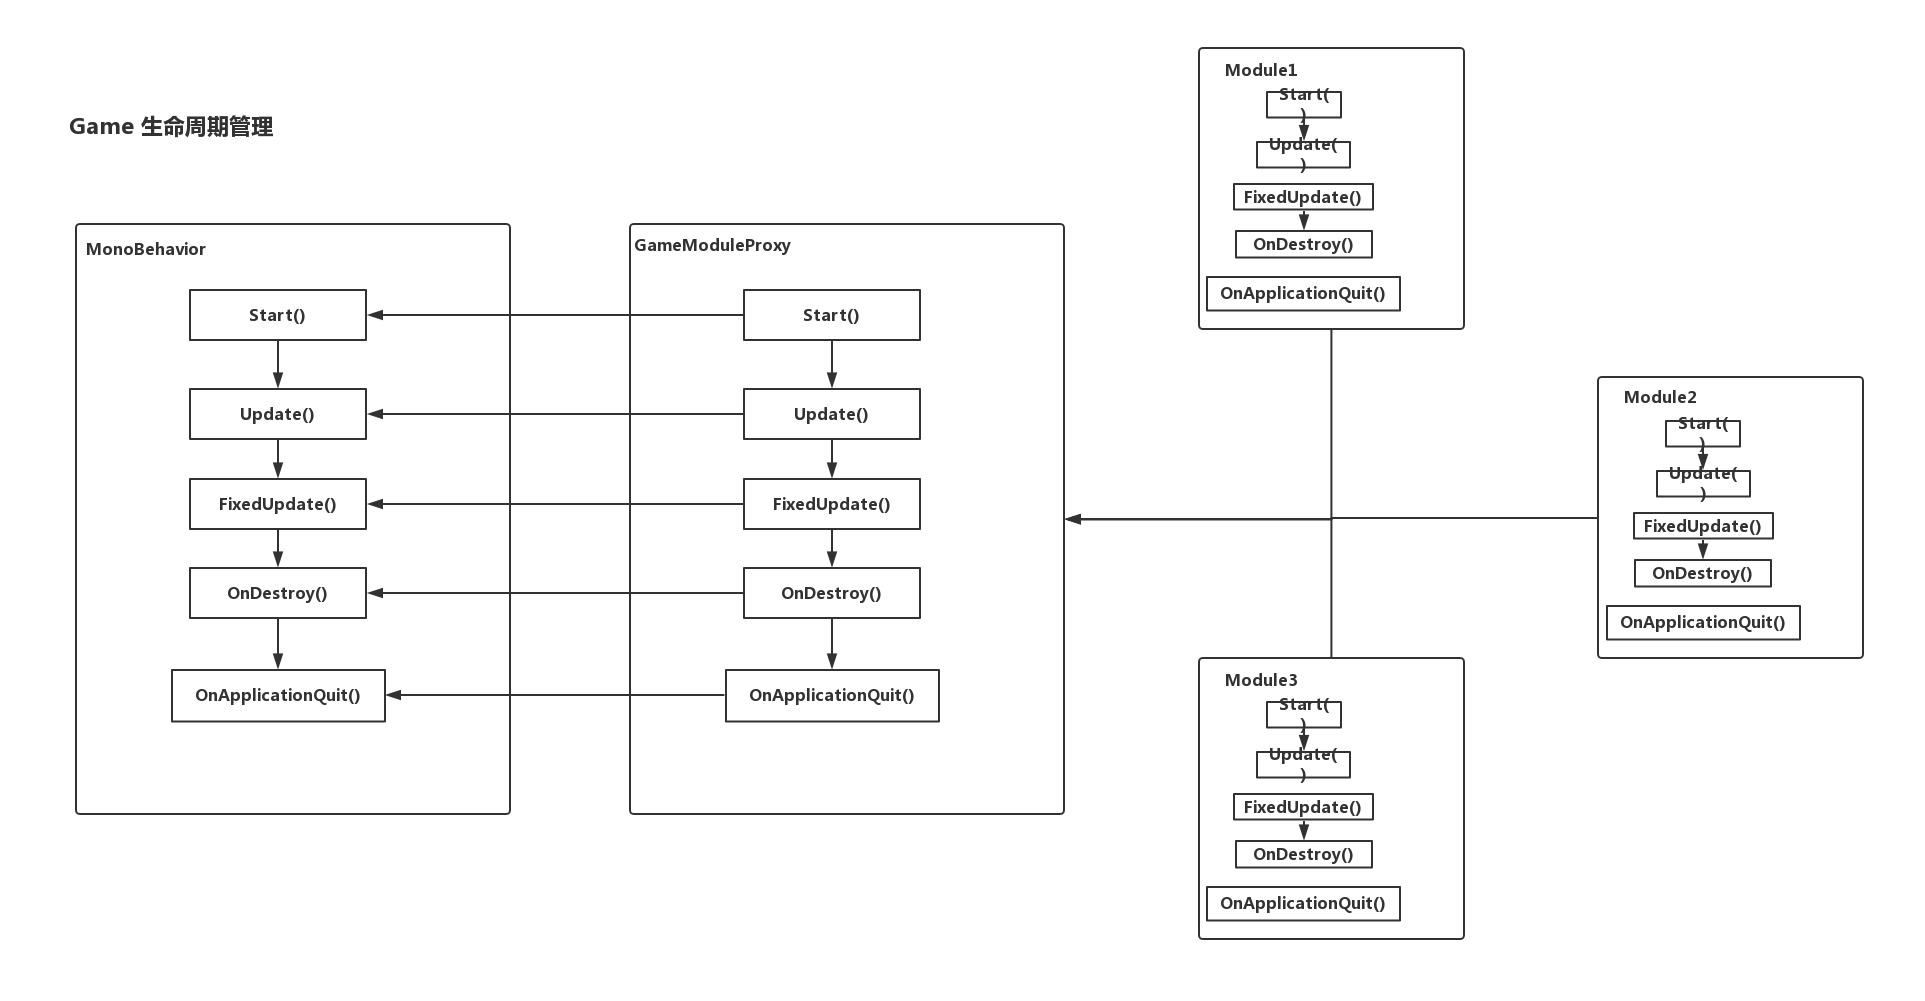 Game 生命周期管理
MonoBehavior
Start()
Update()
FixedUpdate()
OnDestroy()
OnApplicationQuit()
GameModuleProxy
Start()
Update()
FixedUpdate()
OnDestroy()
OnApplicationQuit()
Module1
Start(
)
Update(
)
FixedUpdate()
OnDestroy()
OnApplicationQuit()
Module2
Start(
)
Update(
)
FixedUpdate()
OnDestroy()
OnApplicationQuit()
Module3
Start(
)
Update(
)
FixedUpdate()
OnDestroy()
OnApplicationQuit()